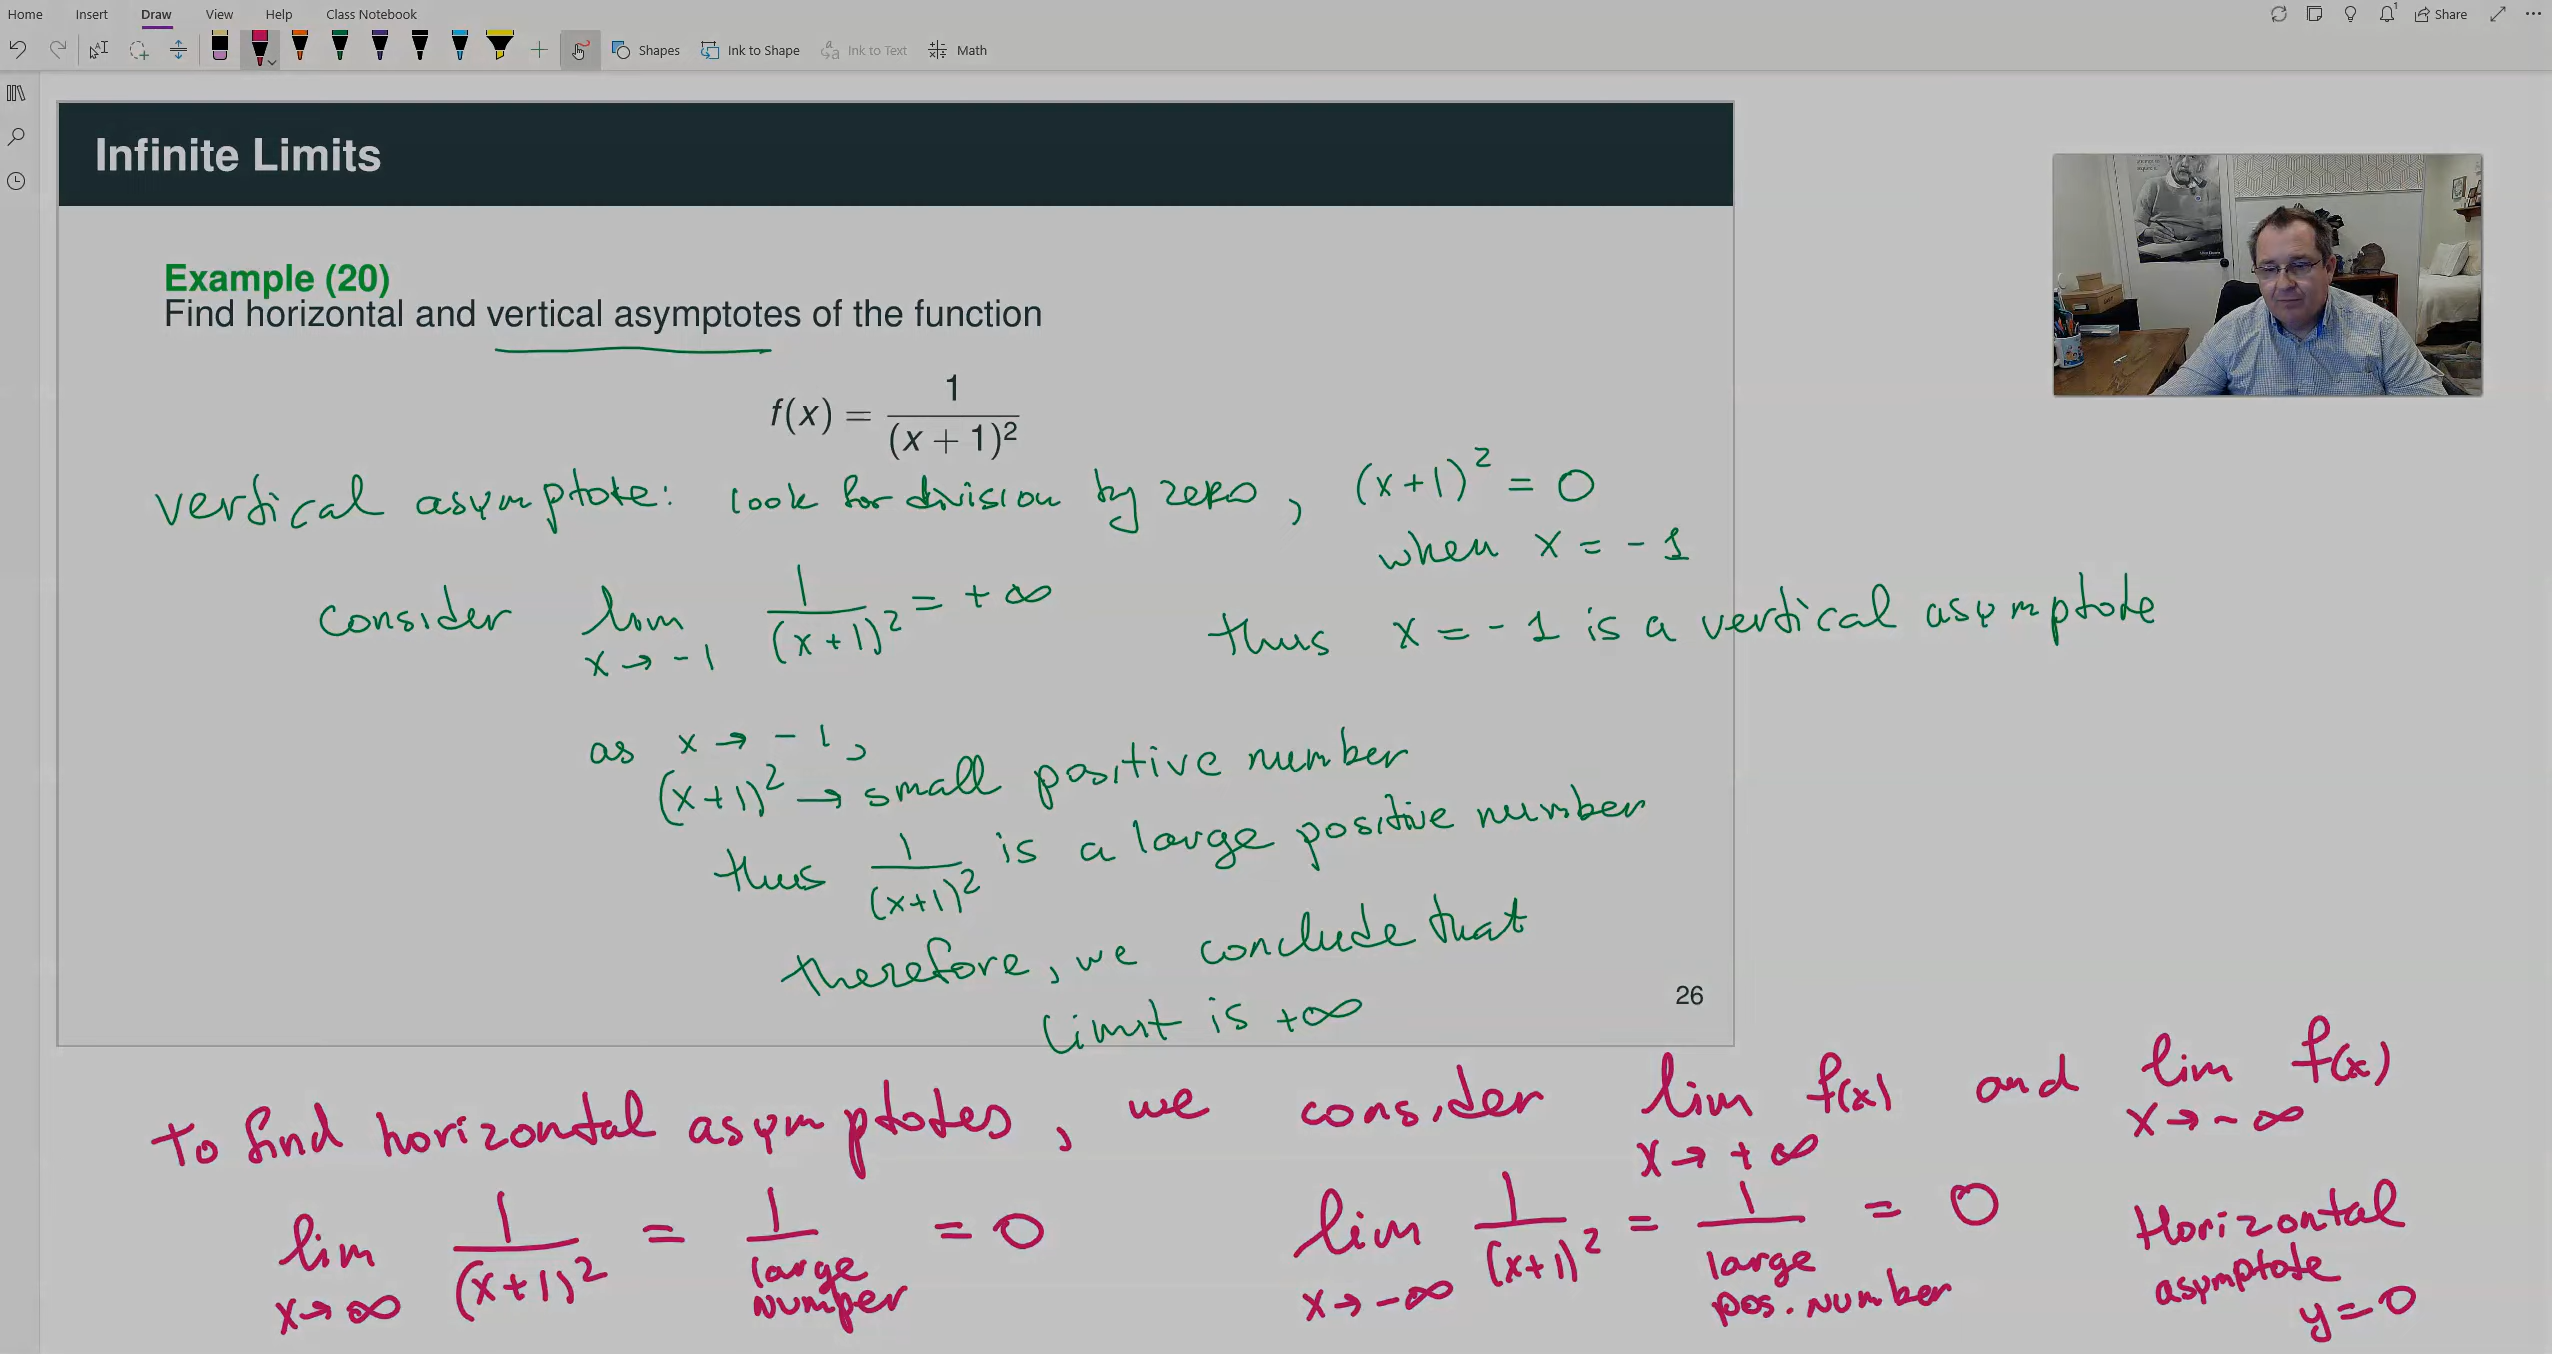 Home Insert Draw View Help Class Notebook
Share
Shapes Ink to Shape Ink to Text Math
Infinite Limits
Example (20)
Find horizontal and vertical asymptotes of the function
f(x) = 1/(x + 1)²
vertical asymptote: look for division by zero, (x+1)² = 0
when x = -1
consider lim x→-1 1/(x+1)² = +∞
thus x = -1 is a vertical asymptote
as x → -1,
(x+1)² → small positive number
thus 1/(x+1)² is a large positive number
therefore, we conclude that
limit is +∞
26
To find horizontal asymptotes, we consider lim x→+∞ f(x) and lim x→-∞ f(x)
lim x→∞ 1/(x+1)² = 1/large number = 0
lim x→-∞ 1/(x+1)² = 1/large pos. number = 0
Horizontal
asymptote
y=0